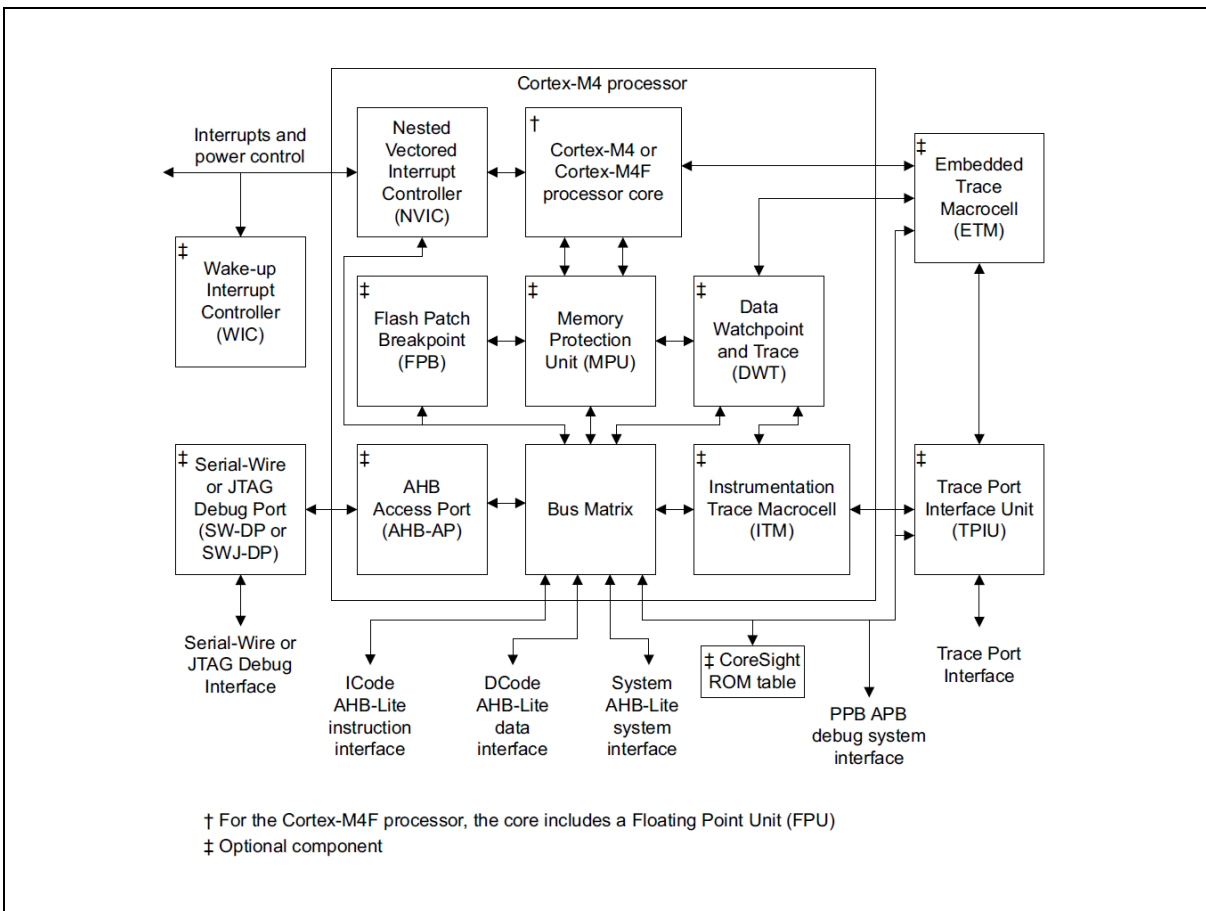 Cortex-M4 processor
Interrupts and
power control
Nested
Vectored
Interrupt
Controller
(NVIC)
†
Cortex-M4 or
Cortex-M4F
processor core
‡
Embedded
Trace
Macrocell
(ETM)
‡
Wake-up
Interrupt
Controller
(WIC)
‡
Flash Patch
Breakpoint
(FPB)
‡
Memory
Protection
Unit (MPU)
‡
Data
Watchpoint
and Trace
(DWT)
‡
Serial-Wire
or JTAG
Debug Port
(SW-DP or
SWJ-DP)
‡
AHB
Access Port
(AHB-AP)
Bus Matrix
‡
Instrumentation
Trace Macrocell
(ITM)
‡
Trace Port
Interface Unit
(TPIU)
Serial-Wire or
JTAG Debug
Interface
ICode
AHB-Lite
instruction
interface
DCode
AHB-Lite
data
interface
System
AHB-Lite
system
interface
‡ CoreSight
ROM table
PPB APB
debug system
interface
Trace Port
Interface
† For the Cortex-M4F processor, the core includes a Floating Point Unit (FPU)
‡ Optional component